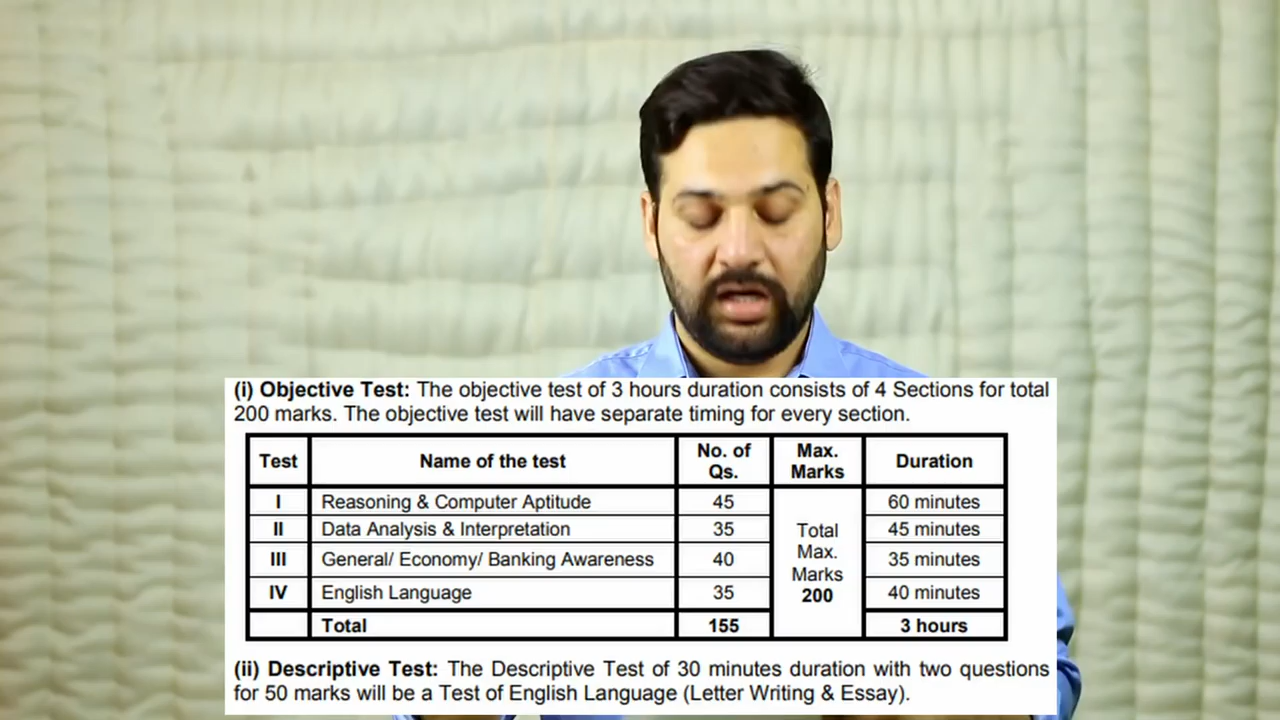 (i) Objective Test: The objective test of 3 hours duration consists of 4 Sections for total
200 marks. The objective test will have separate timing for every section.
Test Name of the test No. of Qs. Max. Marks Duration
I Reasoning & Computer Aptitude 45 60 minutes
II Data Analysis & Interpretation 35 45 minutes
III General/ Economy/ Banking Awareness 40 35 minutes
IV English Language 35 40 minutes
Total Max. Marks 200
Total 155 3 hours
(ii) Descriptive Test: The Descriptive Test of 30 minutes duration with two questions
for 50 marks will be a Test of English Language (Letter Writing & Essay).